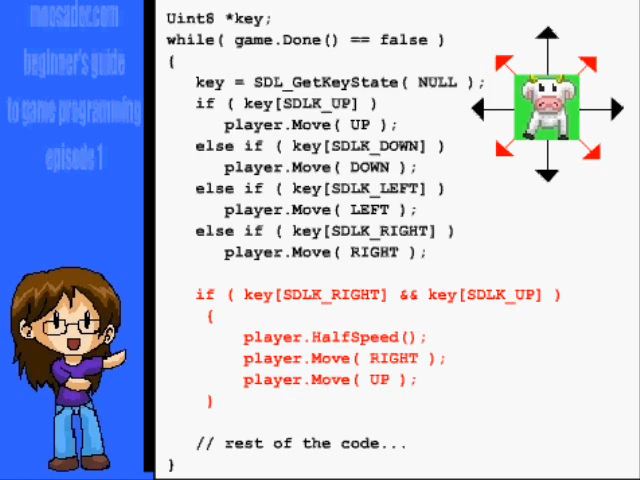 moosader.com
beginner's guide
to game programming
episode 1
Uint8 *key;
while( game.Done() == false )
{
key = SDL_GetKeyState( NULL );
if ( key[SDLK_UP] )
player.Move( UP );
else if ( key[SDLK_DOWN] )
player.Move( DOWN );
else if ( key[SDLK_LEFT] )
player.Move( LEFT );
else if ( key[SDLK_RIGHT] )
player.Move( RIGHT );
if ( key[SDLK_RIGHT] && key[SDLK_UP] )
{
player.HalfSpeed();
player.Move( RIGHT );
player.Move( UP );
}
// rest of the code...
}